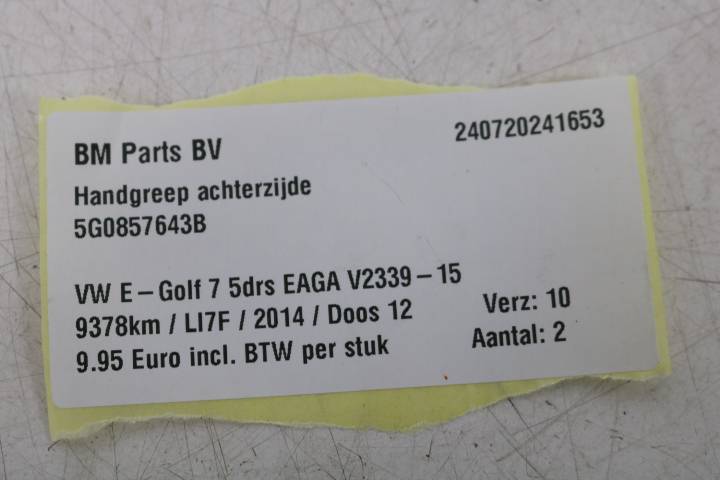 BM Parts BV
240720241653
Handgreep achterzijde
5G0857643B
VW E-Golf 7 5drs EAGA V2339-15
9378km / LI7F / 2014 / Doos 12
Verz: 10
9.95 Euro incl. BTW per stuk
Aantal: 2